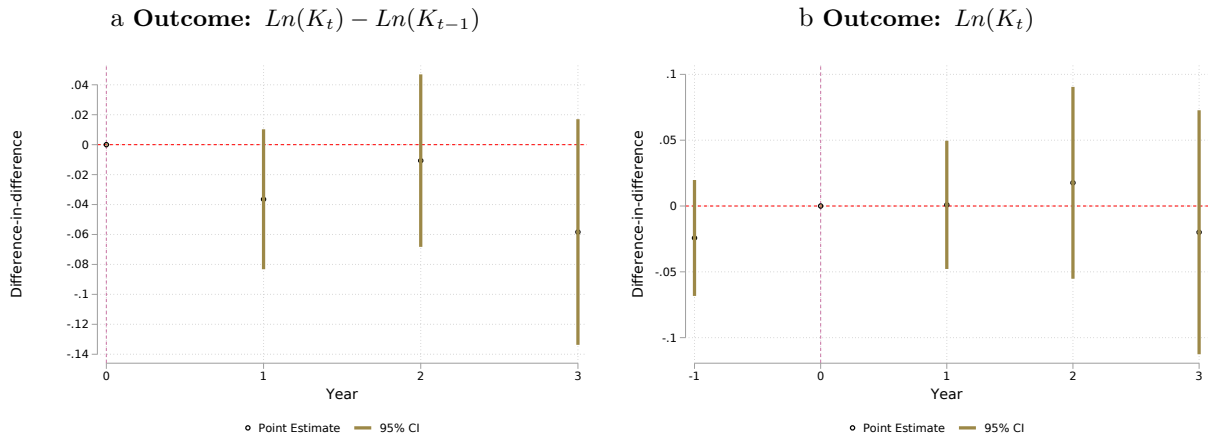 a Outcome: Ln(K_t) − Ln(K_{t−1})
.04
.02
0
-.02
-.04
-.06
-.08
-.1
-.12
-.14
Difference-in-difference
0 1 2 3
Year
Point Estimate 95% CI
b Outcome: Ln(K_t)
.1
.05
0
-.05
-.1
Difference-in-difference
-1 0 1 2 3
Year
Point Estimate 95% CI